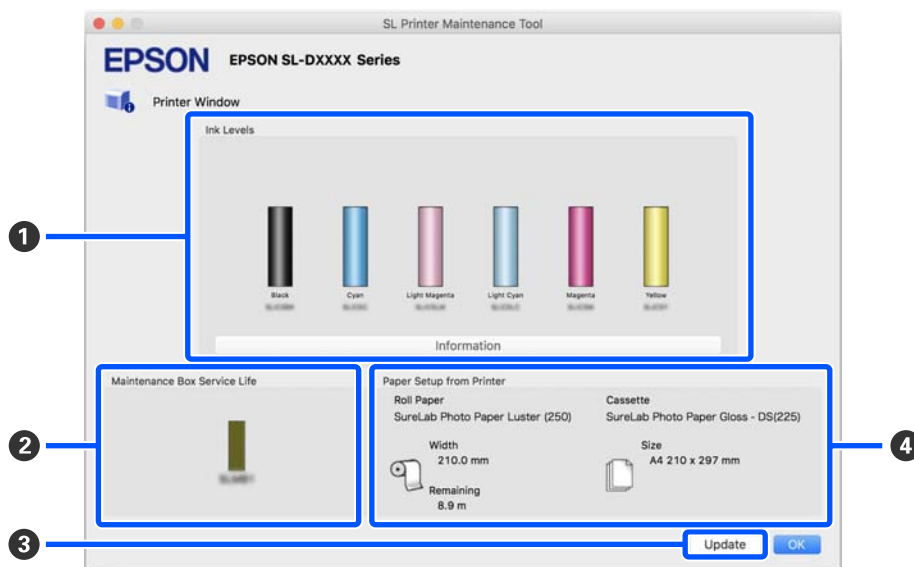 SL Printer Maintenance Tool
EPSON EPSON SL-DXXXX Series
Printer Window
Ink Levels
1
Black Cyan Light Magenta Light Cyan Magenta Yellow
Information
Maintenance Box Service Life
Paper Setup from Printer
Roll Paper
SureLab Photo Paper Luster (250)
Width
210.0 mm
Remaining
8.9 m
Cassette
SureLab Photo Paper Gloss - DS(225)
Size
A4 210 x 297 mm
2
4
3
Update OK